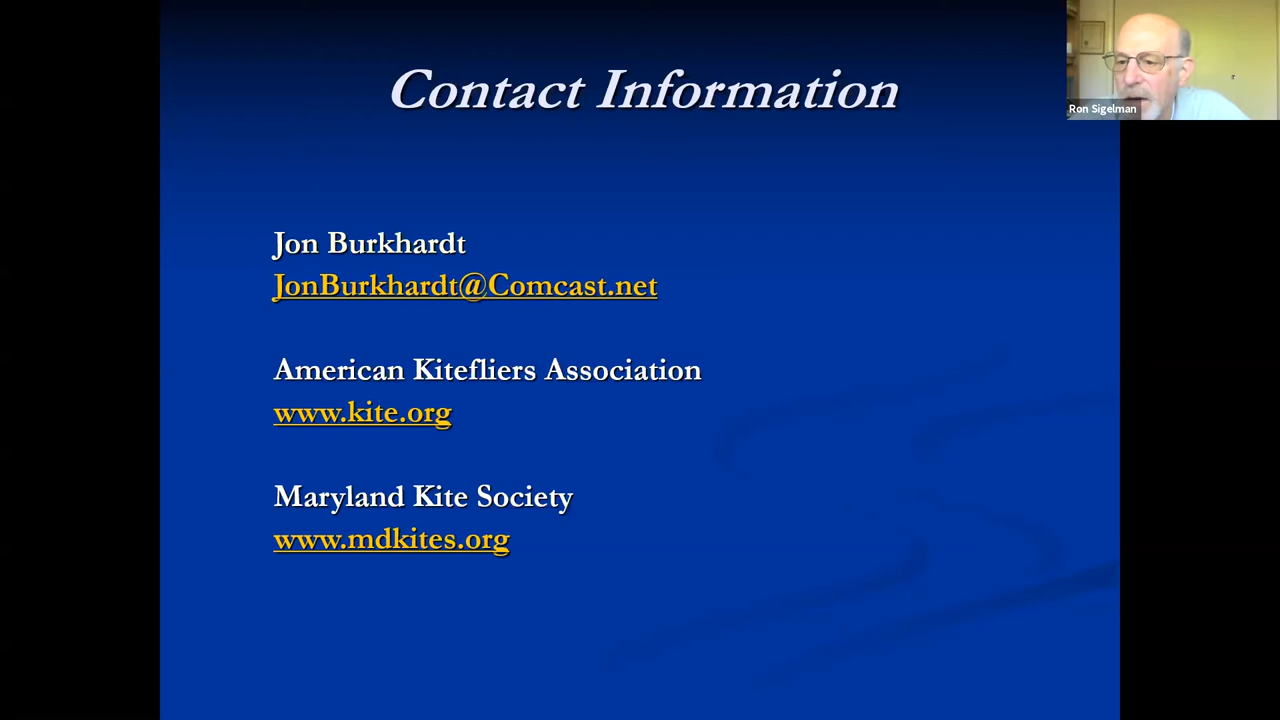 Contact Information
Ron Sigelman
Jon Burkhardt
JonBurkhardt@Comcast.net
American Kitefliers Association
www.kite.org
Maryland Kite Society
www.mdkites.org